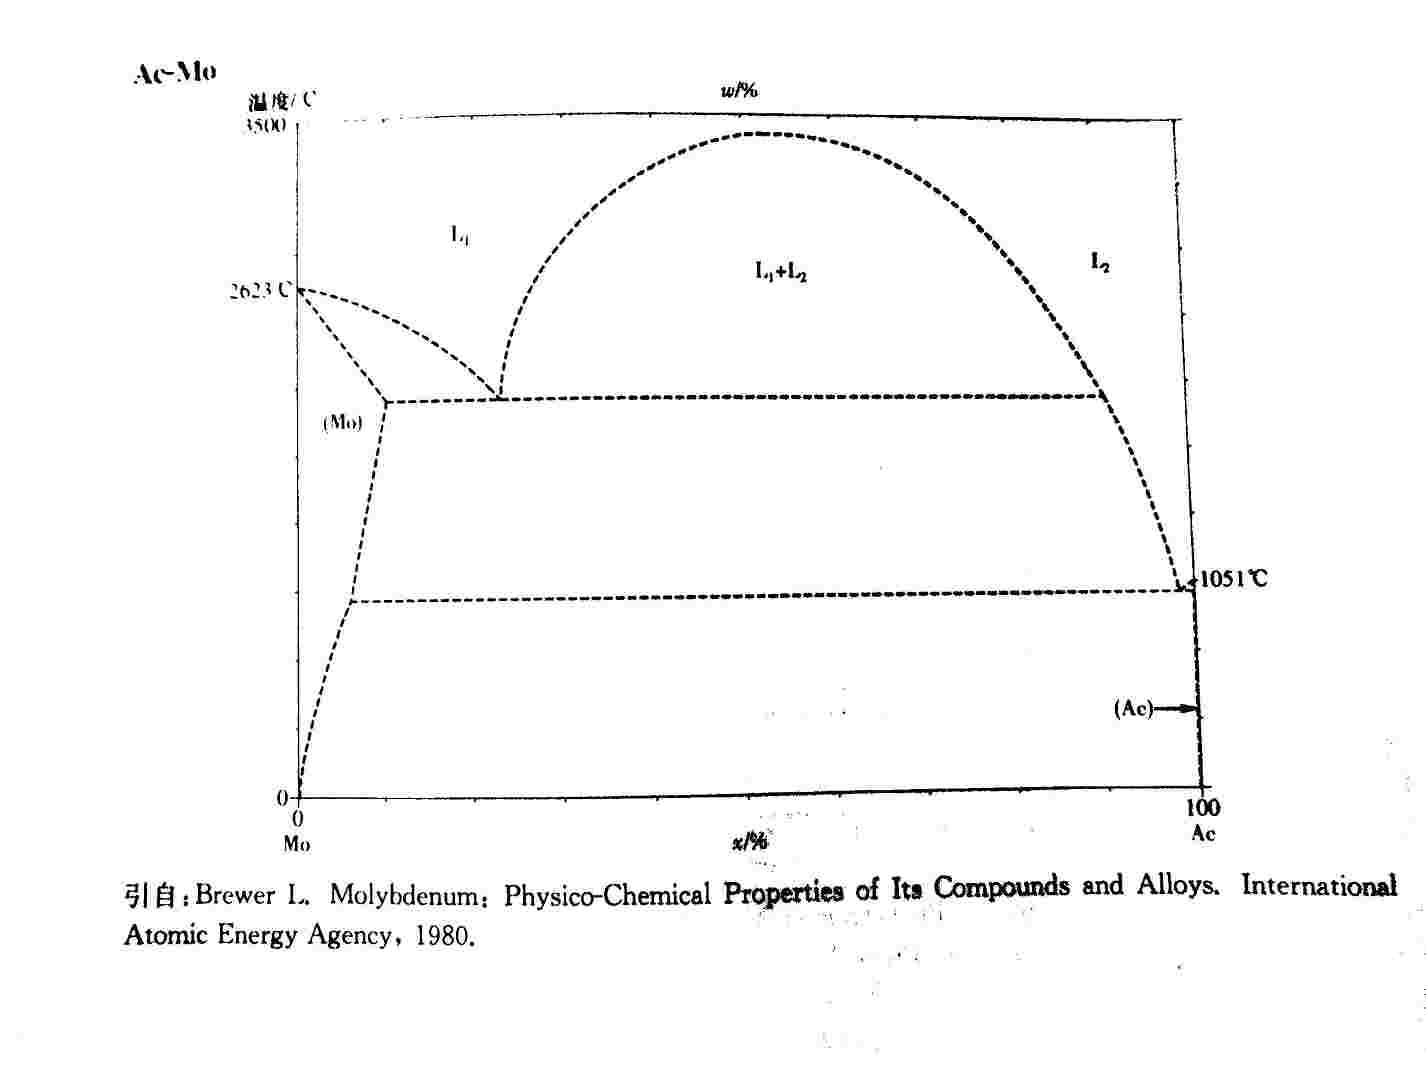 Ac-Mo
温度/℃
w/%
3500
L₁
L₁+L₂
L₂
2623℃
(Mo)
1051℃
(Ac)
0
0
100
Mo
x/%
Ac
引自:Brewer L. Molybdenum: Physico-Chemical Properties of Its Compounds and Alloys. International
Atomic Energy Agency, 1980.